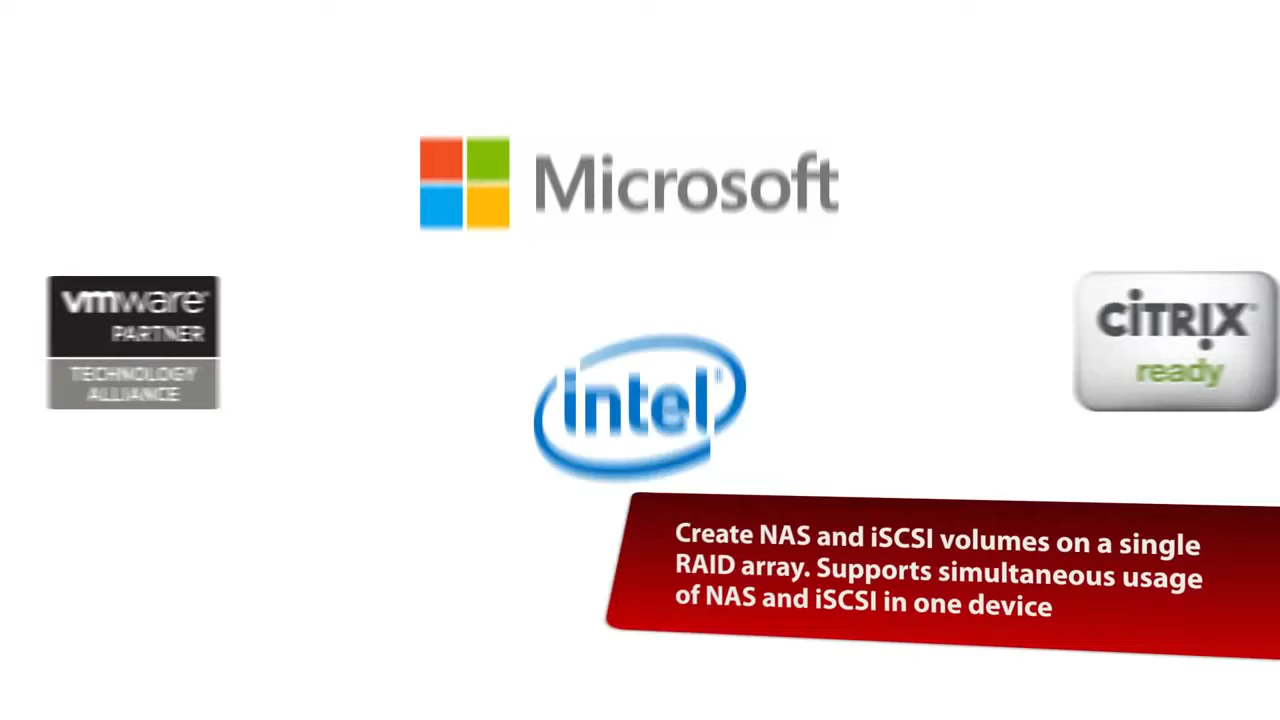 Microsoft
vmware
PARTNER
TECHNOLOGY
ALLIANCE
CITRIX
ready
intel
Create NAS and iSCSI volumes on a single
RAID array. Supports simultaneous usage
of NAS and iSCSI in one device